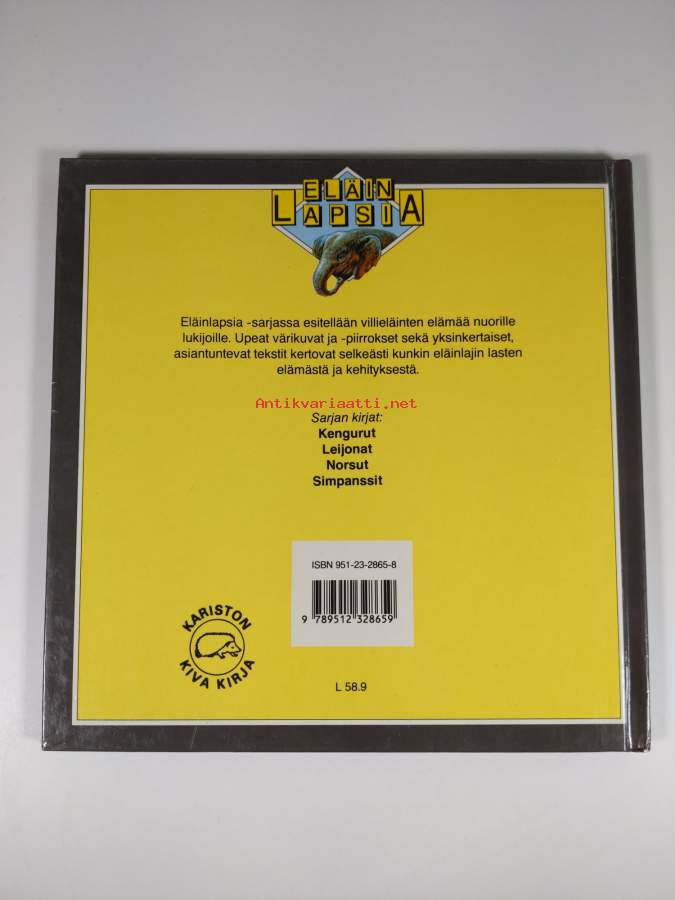 ELÄIN
LAPSIA
Eläinlapsia -sarjassa esitellään villieläinten elämää nuorille
lukijoille. Upeat värikuvat ja -piirrokset sekä yksinkertaiset,
asiantuntevat tekstit kertovat selkeästi kunkin eläinlajin lasten
elämästä ja kehityksestä.
Antikvariaatti.net
Sarjan kirjat:
Kengurut
Leijonat
Norsut
Simpanssit
ISBN 951-23-2865-8
9 789512 328659
KARISTON
KIVA KIRJA
L 58.9